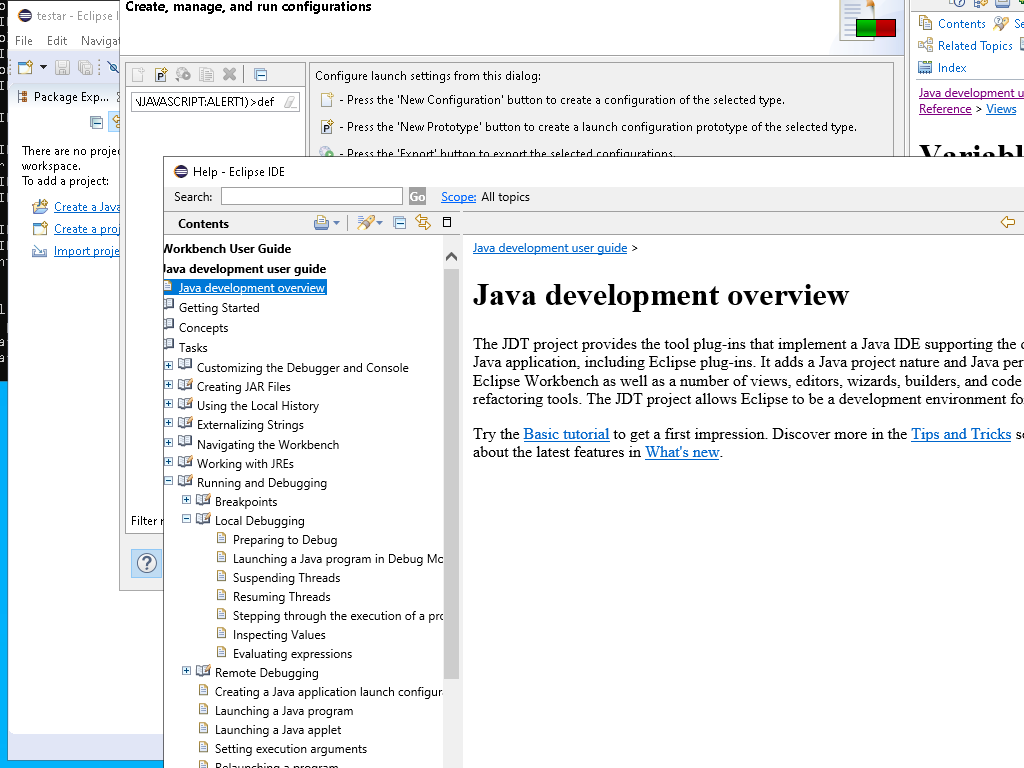 testar - Eclipse I
File Edit Navigat
Package Exp...
There are no projec
workspace.
To add a project:
Create a Java
Create a proj
Import proje
Create, manage, and run configurations
\JAVASCRIPT:ALERT1)>def
Filter
Configure launch settings from this dialog:
- Press the 'New Configuration' button to create a configuration of the selected type.
- Press the 'New Prototype' button to create a launch configuration prototype of the selected type.
- Press the 'Export' button to export the selected configurations.
Contents Se
Related Topics
Index
Java development u
Reference > Views
Variabl
Help - Eclipse IDE
Search: Go Scope: All topics
Contents
Workbench User Guide
Java development user guide
Java development overview
Getting Started
Concepts
Tasks
Customizing the Debugger and Console
Creating JAR Files
Using the Local History
Externalizing Strings
Navigating the Workbench
Working with JREs
Running and Debugging
Breakpoints
Local Debugging
Preparing to Debug
Launching a Java program in Debug Mo
Suspending Threads
Resuming Threads
Stepping through the execution of a pro
Inspecting Values
Evaluating expressions
Remote Debugging
Creating a Java application launch configur
Launching a Java program
Launching a Java applet
Setting execution arguments
Relaunching a program
Java development user guide >
Java development overview
The JDT project provides the tool plug-ins that implement a Java IDE supporting the
Java application, including Eclipse plug-ins. It adds a Java project nature and Java per
Eclipse Workbench as well as a number of views, editors, wizards, builders, and code
refactoring tools. The JDT project allows Eclipse to be a development environment fo
Try the Basic tutorial to get a first impression. Discover more in the Tips and Tricks s
about the latest features in What's new.